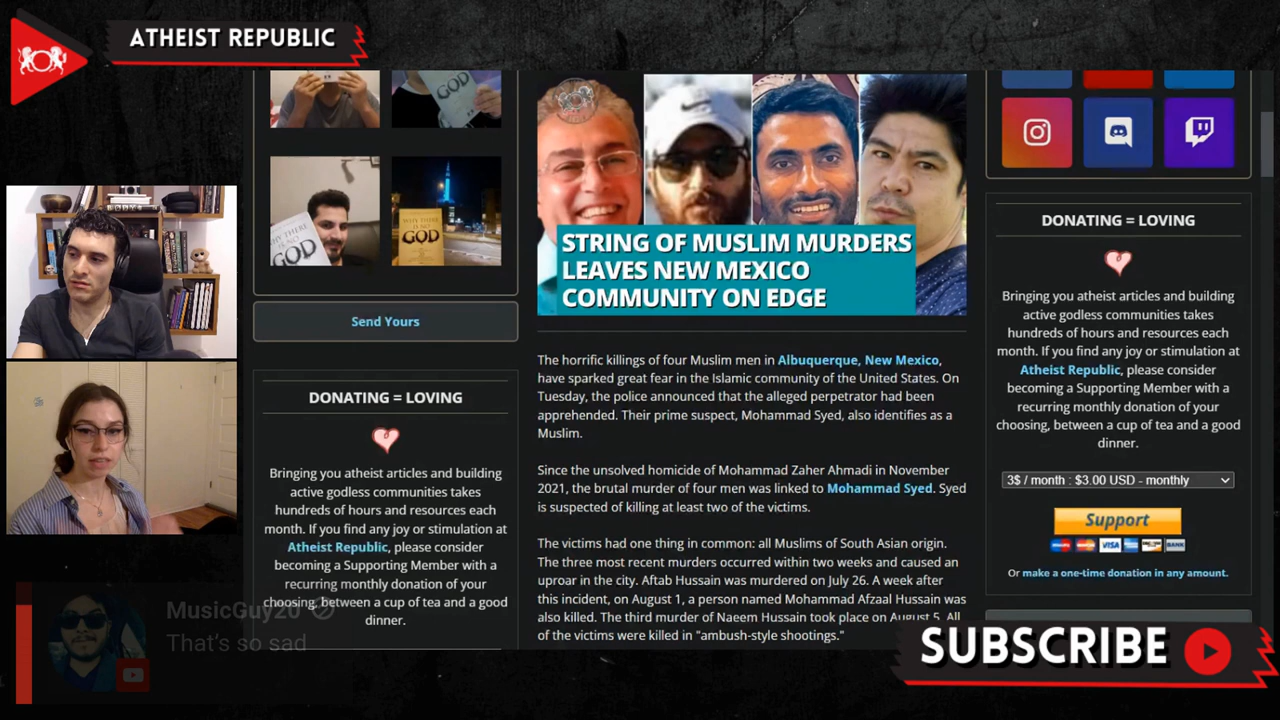 ATHEIST REPUBLIC
GOD
GOD
WHY THERE
IS NO
GOD
WHY THERE
IS NO
GOD
Send Yours
DONATING = LOVING
Bringing you atheist articles and building
active godless communities takes
hundreds of hours and resources each
month. If you find any joy or stimulation at
Atheist Republic, please consider
becoming a Supporting Member with a
recurring monthly donation of your
choosing, between a cup of tea and a good
dinner.
MusicGuy20
That's so sad
STRING OF MUSLIM MURDERS
LEAVES NEW MEXICO
COMMUNITY ON EDGE
The horrific killings of four Muslim men in Albuquerque, New Mexico,
have sparked great fear in the Islamic community of the United States. On
Tuesday, the police announced that the alleged perpetrator had been
apprehended. Their prime suspect, Mohammad Syed, also identifies as a
Muslim.
Since the unsolved homicide of Mohammad Zaher Ahmadi in November
2021, the brutal murder of four men was linked to Mohammad Syed. Syed
is suspected of killing at least two of the victims.
The victims had one thing in common: all Muslims of South Asian origin.
The three most recent murders occurred within two weeks and caused an
uproar in the city. Aftab Hussain was murdered on July 26. A week after
this incident, on August 1, a person named Mohammad Afzaal Hussain was
also killed. The third murder of Naeem Hussain took place on August 5. All
of the victims were killed in "ambush-style shootings."
DONATING = LOVING
Bringing you atheist articles and building
active godless communities takes
hundreds of hours and resources each
month. If you find any joy or stimulation at
Atheist Republic, please consider
becoming a Supporting Member with a
recurring monthly donation of your
choosing, between a cup of tea and a good
dinner.
3$ / month : $3.00 USD - monthly
Support
VISA
BANK
Or make a one-time donation in any amount.
SUBSCRIBE